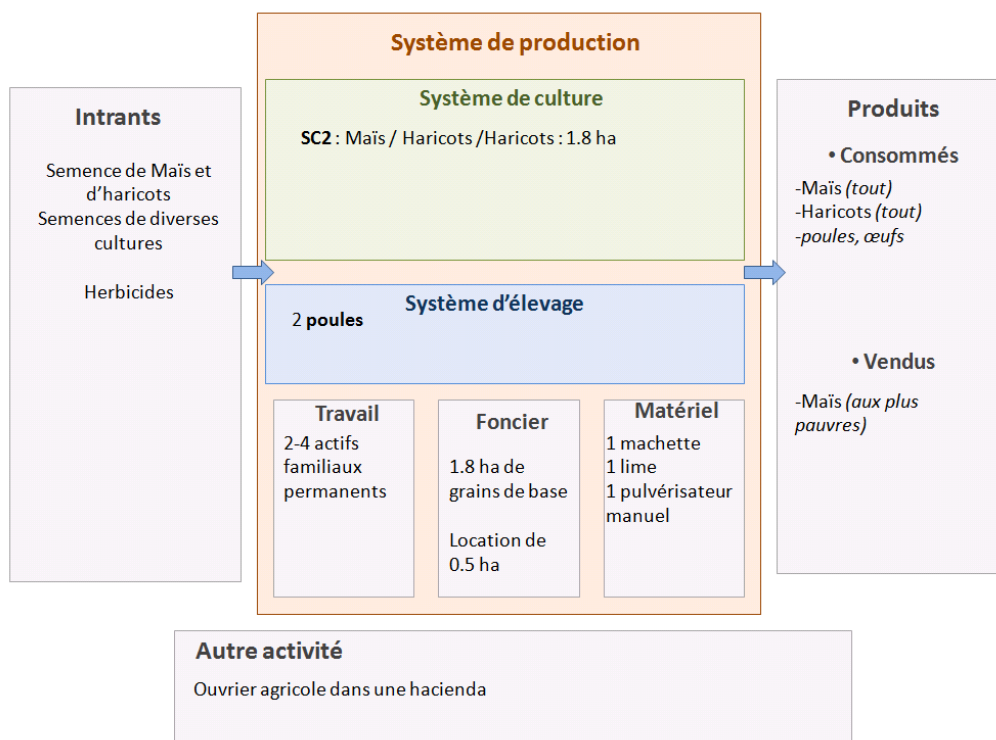 Système de production
Intrants
Semence de Maïs et
d'haricots
Semences de diverses
cultures
Herbicides
Système de culture
SC2 : Maïs / Haricots /Haricots : 1.8 ha
Système d'élevage
2 poules
Travail
2-4 actifs
familiaux
permanents
Foncier
1.8 ha de
grains de base
Location de
0.5 ha
Matériel
1 machette
1 lime
1 pulvérisateur
manuel
Produits
• Consommés
-Maïs (tout)
-Haricots (tout)
-poules, œufs
• Vendus
-Maïs (aux plus
pauvres)
Autre activité
Ouvrier agricole dans une hacienda